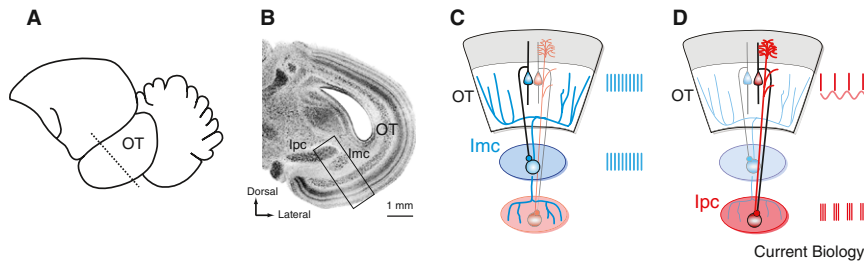 A
OT
B
Ipc
Imc
OT
Dorsal
Lateral
1 mm
C
OT
Imc
D
OT
Ipc
Current Biology